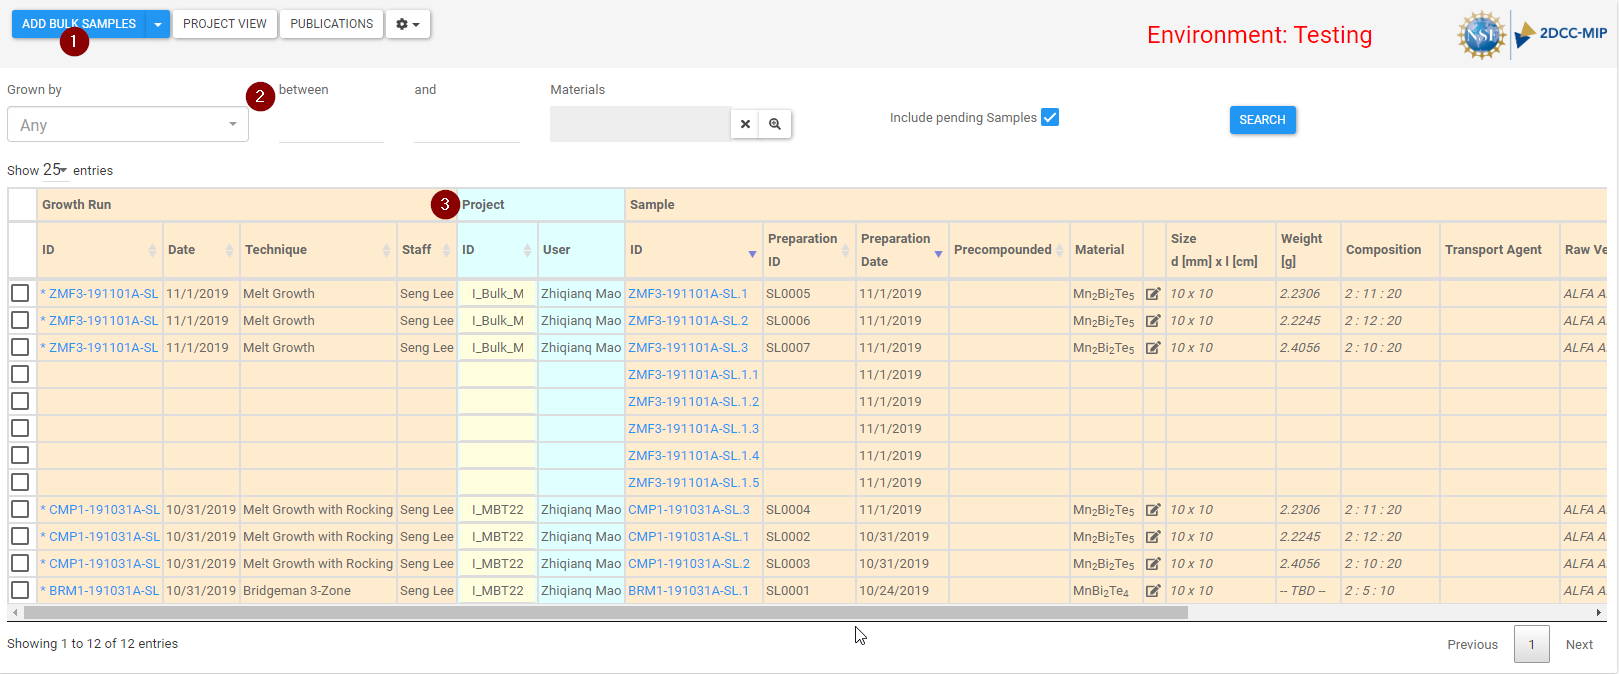 ADD BULK SAMPLES PROJECT VIEW PUBLICATIONS
1
Environment: Testing
NSF 2DCC-MIP
Grown by 2 between and Materials
Any
Include pending Samples SEARCH
Show 25 entries
Growth Run 3 Project Sample
ID Date Technique Staff ID User ID Preparation ID Preparation Date Precompounded Material Size d [mm] x l [cm] Weight [g] Composition Transport Agent Raw Ve
* ZMF3-191101A-SL 11/1/2019 Melt Growth Seng Lee I_Bulk_M Zhiqianq Mao ZMF3-191101A-SL.1 SL0005 11/1/2019 Mn₂Bi₂Te₅ 10 x 10 2.2306 2 : 11 : 20 ALFA A
* ZMF3-191101A-SL 11/1/2019 Melt Growth Seng Lee I_Bulk_M Zhiqianq Mao ZMF3-191101A-SL.2 SL0006 11/1/2019 Mn₂Bi₂Te₅ 10 x 10 2.2245 2 : 12 : 20 ALFA A
* ZMF3-191101A-SL 11/1/2019 Melt Growth Seng Lee I_Bulk_M Zhiqianq Mao ZMF3-191101A-SL.3 SL0007 11/1/2019 Mn₂Bi₂Te₅ 10 x 10 2.4056 2 : 10 : 20 ALFA A
ZMF3-191101A-SL.1.1 11/1/2019
ZMF3-191101A-SL.1.2 11/1/2019
ZMF3-191101A-SL.1.3 11/1/2019
ZMF3-191101A-SL.1.4 11/1/2019
ZMF3-191101A-SL.1.5 11/1/2019
* CMP1-191031A-SL 10/31/2019 Melt Growth with Rocking Seng Lee I_MBT22 Zhiqianq Mao CMP1-191031A-SL.3 SL0004 11/1/2019 Mn₂Bi₂Te₅ 10 x 10 2.2306 2 : 11 : 20 ALFA A
* CMP1-191031A-SL 10/31/2019 Melt Growth with Rocking Seng Lee I_MBT22 Zhiqianq Mao CMP1-191031A-SL.1 SL0002 10/31/2019 Mn₂Bi₂Te₅ 10 x 10 2.2245 2 : 12 : 20 ALFA A
* CMP1-191031A-SL 10/31/2019 Melt Growth with Rocking Seng Lee I_MBT22 Zhiqianq Mao CMP1-191031A-SL.2 SL0003 10/31/2019 Mn₂Bi₂Te₅ 10 x 10 2.4056 2 : 10 : 20 ALFA A
* BRM1-191031A-SL 10/31/2019 Bridgeman 3-Zone Seng Lee I_MBT22 Zhiqianq Mao BRM1-191031A-SL.1 SL0001 10/24/2019 MnBi₂Te₄ 10 x 10 -- TBD -- 2 : 5 : 10 ALFA A
Showing 1 to 12 of 12 entries Previous 1 Next